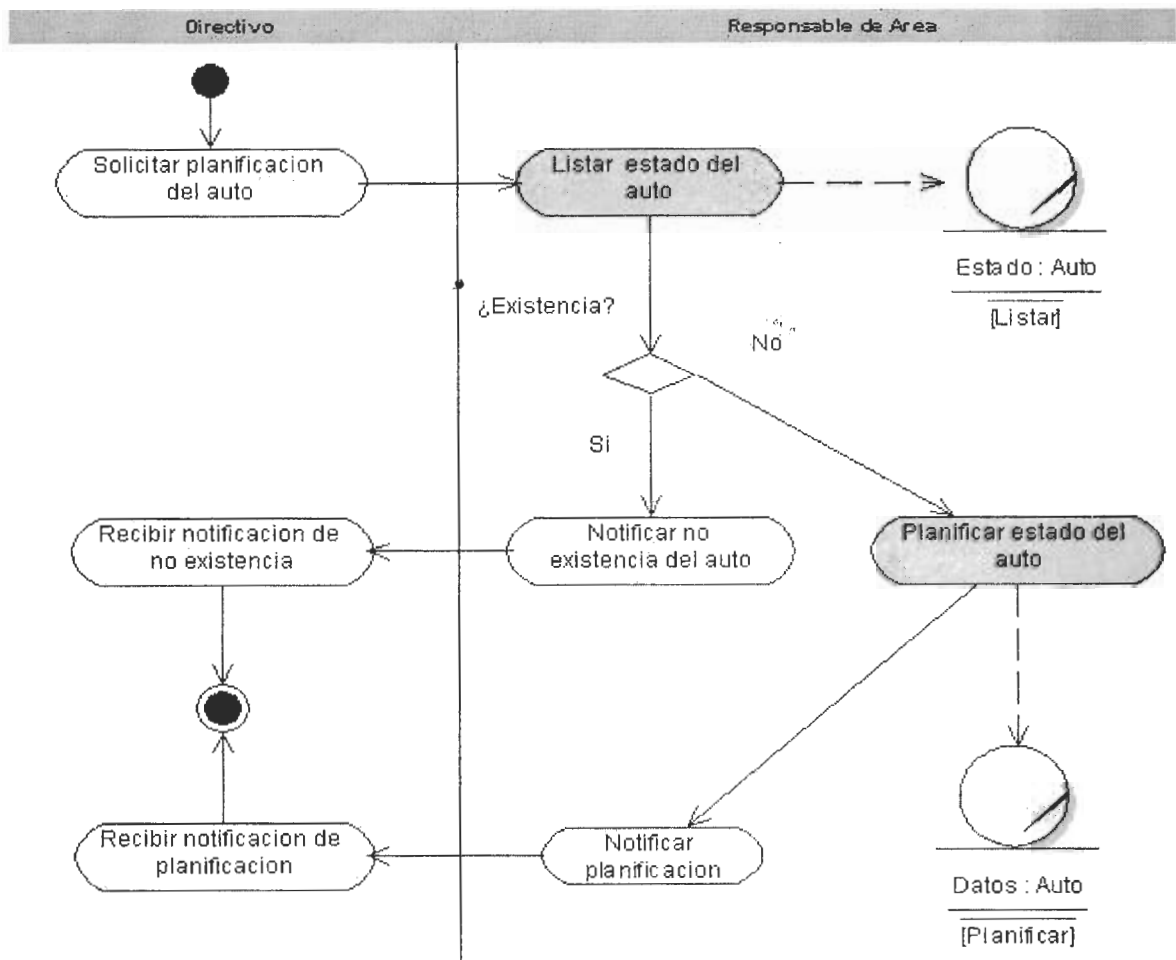 Directivo
Responsable de Area
Solicitar planificacion
del auto
Listar estado del
auto
Estado : Auto
[Listar]
¿Existencia?
No
Si
Recibir notificacion de
no existencia
Notificar no
existencia del auto
Planificar estado del
auto
Recibir notificacion de
planificacion
Notificar
planificacion
Datos : Auto
[Planificar]